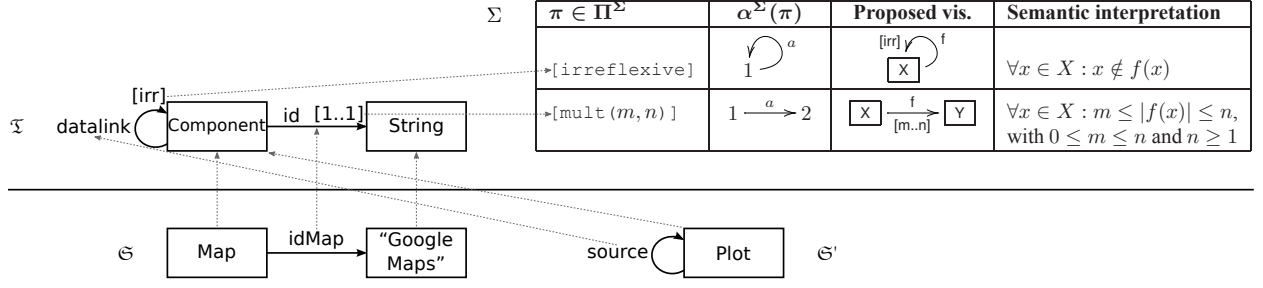 Σ
π ∈ Π^Σ α^Σ(π) Proposed vis. Semantic interpretation
[irreflexive] 1 a [irr] f X ∀x ∈ X : x ∉ f(x)
[mult(m,n)] 1 a 2 X f [m..n] Y ∀x ∈ X : m ≤ |f(x)| ≤ n,
with 0 ≤ m ≤ n and n ≥ 1
𝔗
[irr]
datalink Component id [1..1] String
𝔖 Map idMap “Google
Maps”
source Plot 𝔖'